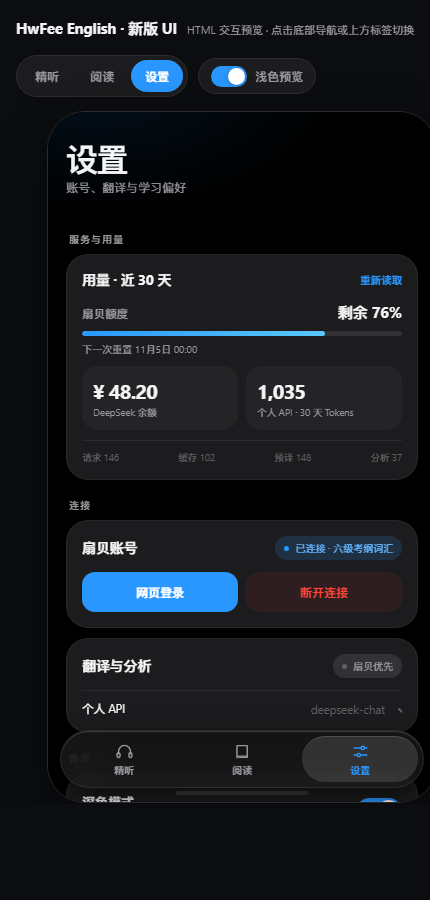 HwFee English · 新版 UI HTML 交互预览 · 点击底部导航或上方标签切换
精听 阅读 设置 浅色预览
设置
账号、翻译与学习偏好
服务与用量
用量 · 近 30 天 重新读取
扇贝额度 剩余 76%
下一次重置 11月5日 00:00
¥ 48.20 1,035
DeepSeek 余额 个人 API · 30 天 Tokens
请求 146 缓存 102 预译 148 分析 37
连接
扇贝账号 已连接 · 六级考纲词汇
网页登录 断开连接
翻译与分析 扇贝优先
个人 API deepseek-chat
外观
精听 阅读 设置
深色模式